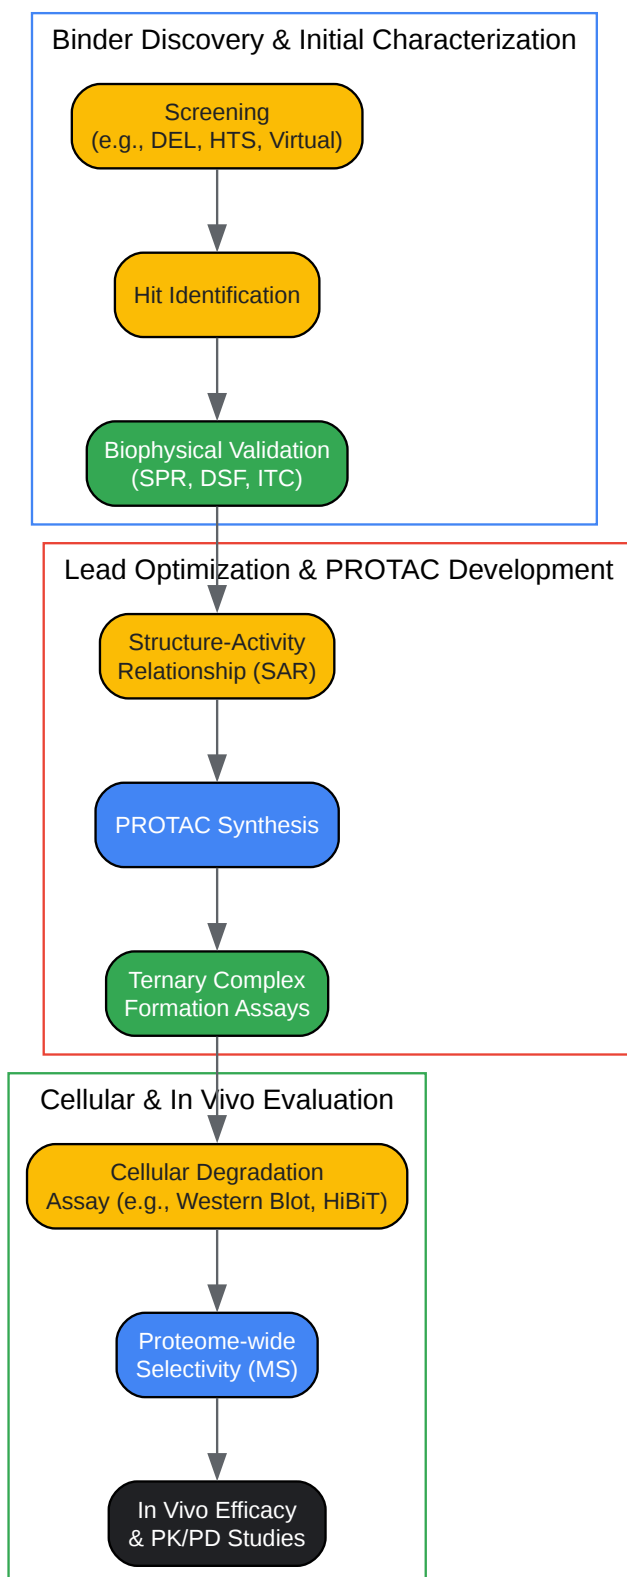 Binder Discovery & Initial Characterization
Screening
(e.g., DEL, HTS, Virtual)
Hit Identification
Biophysical Validation
(SPR, DSF, ITC)
Lead Optimization & PROTAC Development
Structure-Activity
Relationship (SAR)
PROTAC Synthesis
Ternary Complex
Formation Assays
Cellular & In Vivo Evaluation
Cellular Degradation
Assay (e.g., Western Blot, HiBiT)
Proteome-wide
Selectivity (MS)
In Vivo Efficacy
& PK/PD Studies